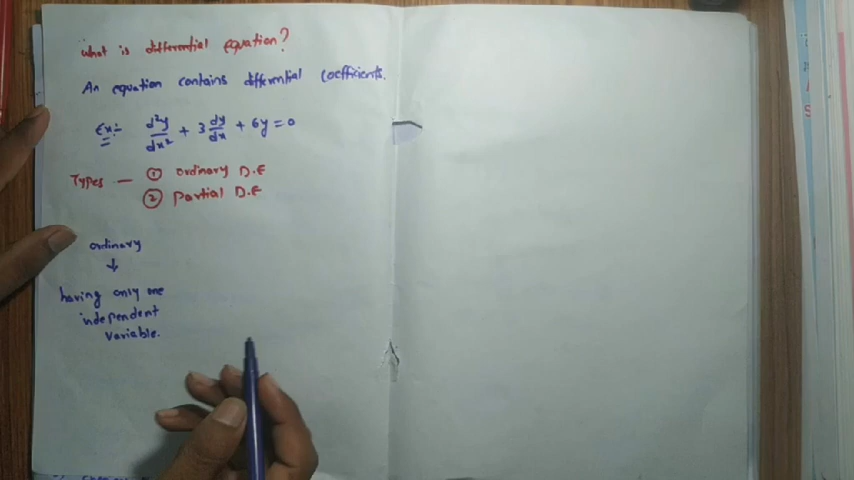 What is differential equation?
An equation contains differential coefficients.
Ex:- d²y/dx² + 3 dy/dx + 6y = 0
Types — ① ordinary D.E
② Partial D.E
ordinary
↓
having only one
independent
variable.